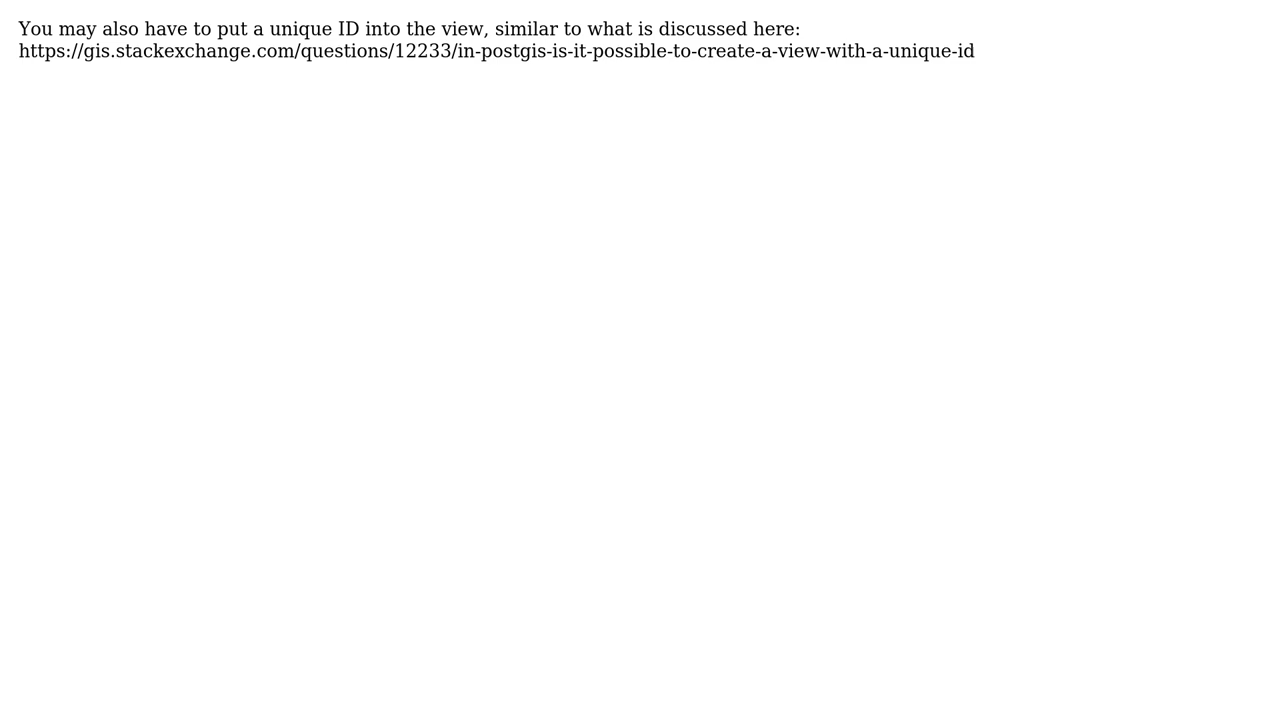 You may also have to put a unique ID into the view, similar to what is discussed here:
https://gis.stackexchange.com/questions/12233/in-postgis-is-it-possible-to-create-a-view-with-a-unique-id